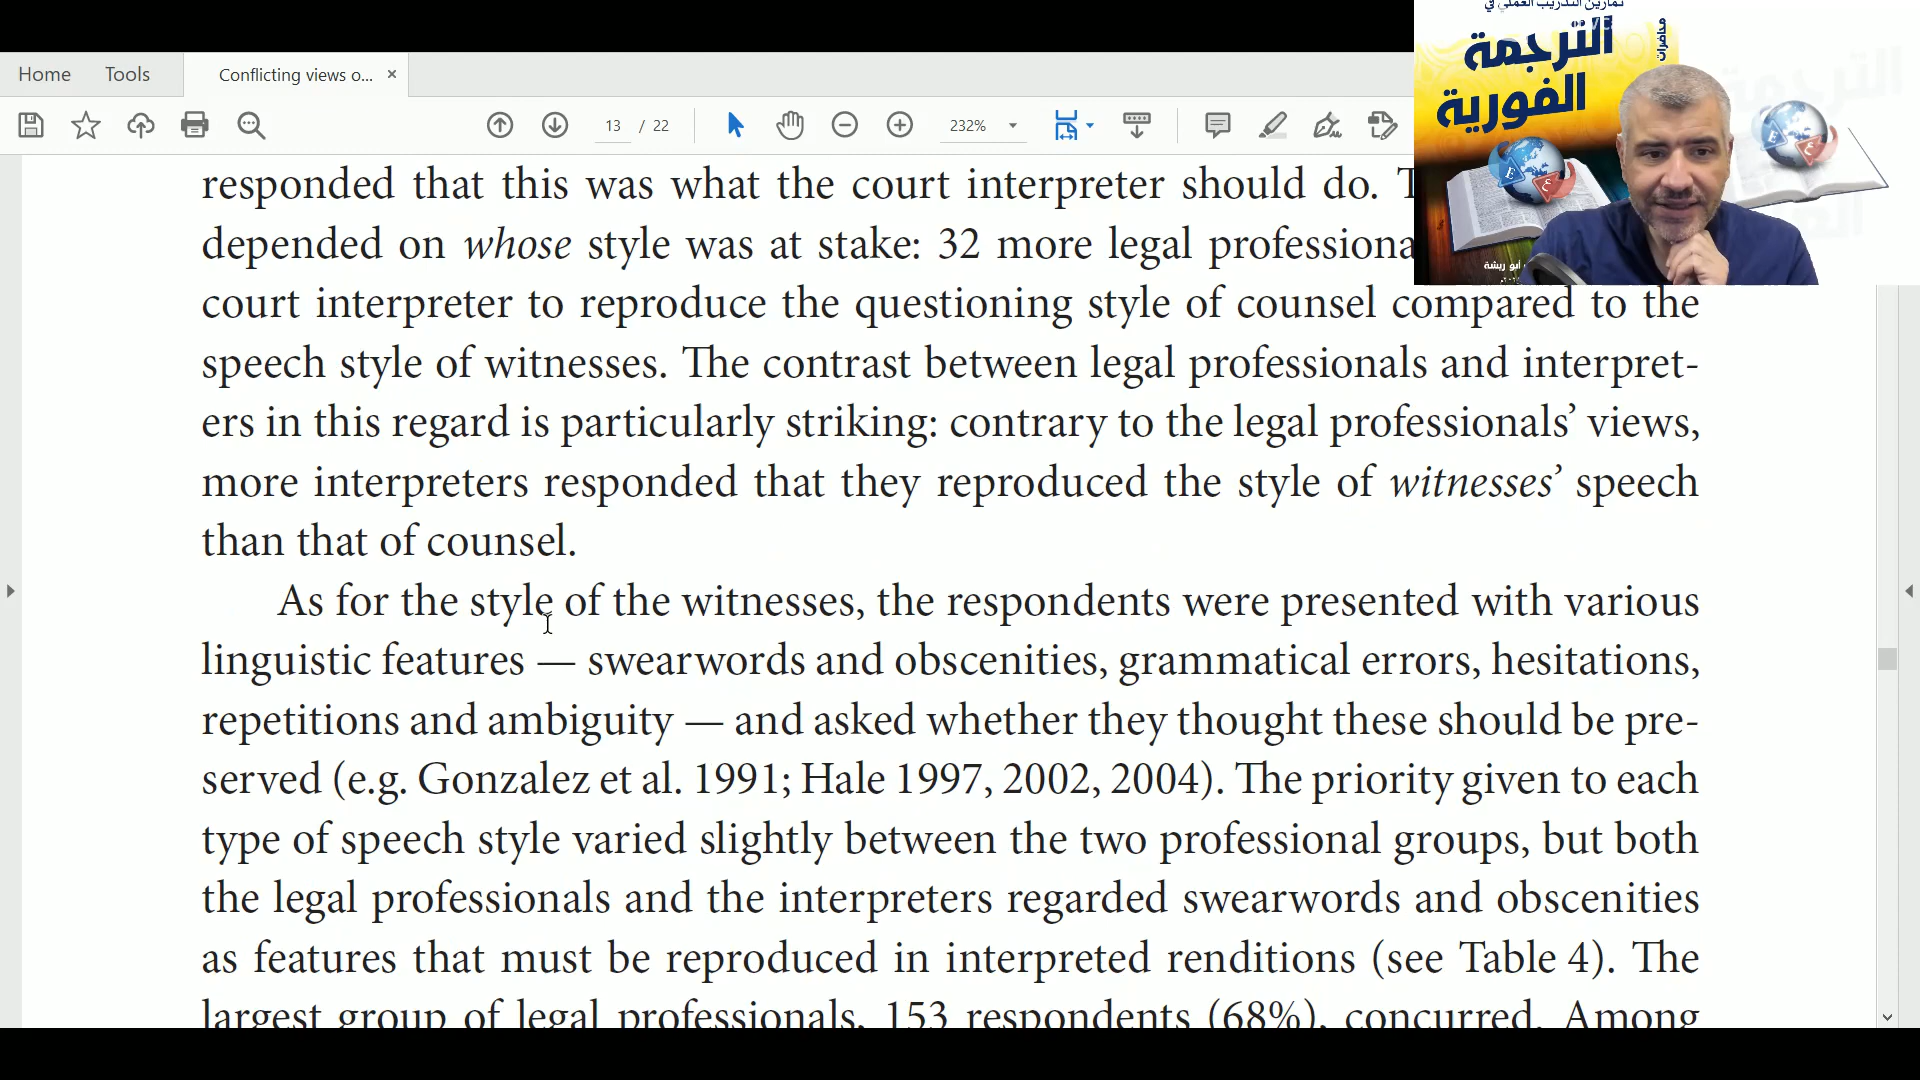 تمارين التدريب العملي في
محاضرات
الترجمة
الفورية
Home Tools Conflicting views o... ×
13 / 22 232%
responded that this was what the court interpreter should do.
depended on whose style was at stake: 32 more legal
court interpreter to reproduce the questioning style of counsel compared to the
speech style of witnesses. The contrast between legal professionals and interpret-
ers in this regard is particularly striking: contrary to the legal professionals’ views,
more interpreters responded that they reproduced the style of witnesses’ speech
than that of counsel.
As for the style of the witnesses, the respondents were presented with various
linguistic features — swearwords and obscenities, grammatical errors, hesitations,
repetitions and ambiguity — and asked whether they thought these should be pre-
served (e.g. Gonzalez et al. 1991; Hale 1997, 2002, 2004). The priority given to each
type of speech style varied slightly between the two professional groups, but both
the legal professionals and the interpreters regarded swearwords and obscenities
as features that must be reproduced in interpreted renditions (see Table 4). The
largest group of legal professionals, 153 respondents (68%), concurred. Among
E ع
E ع
ابو ريشة